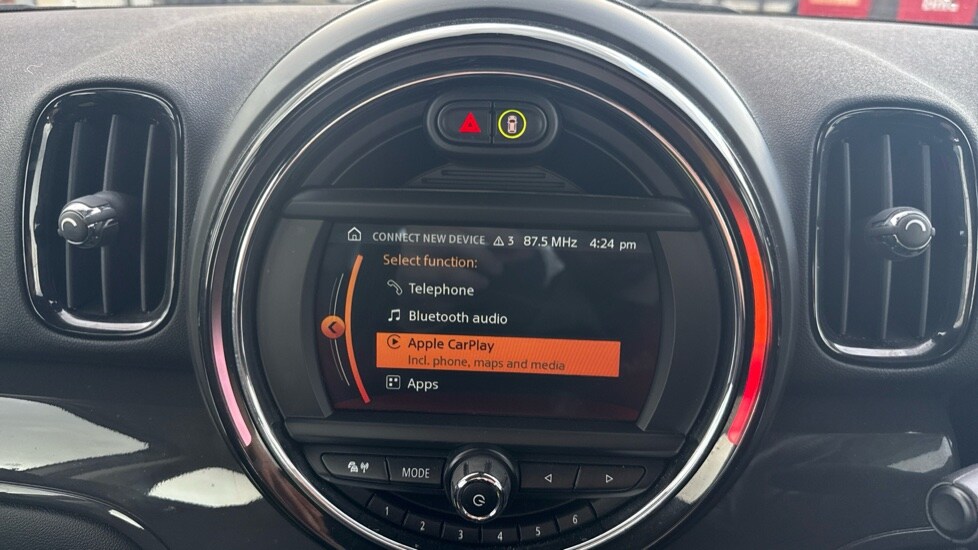 CONNECT NEW DEVICE 3 87.5 MHz 4:24 pm
Select function:
Telephone
Bluetooth audio
Apple CarPlay
Incl. phone, maps and media
Apps
MODE
1 2 3 4 5 6